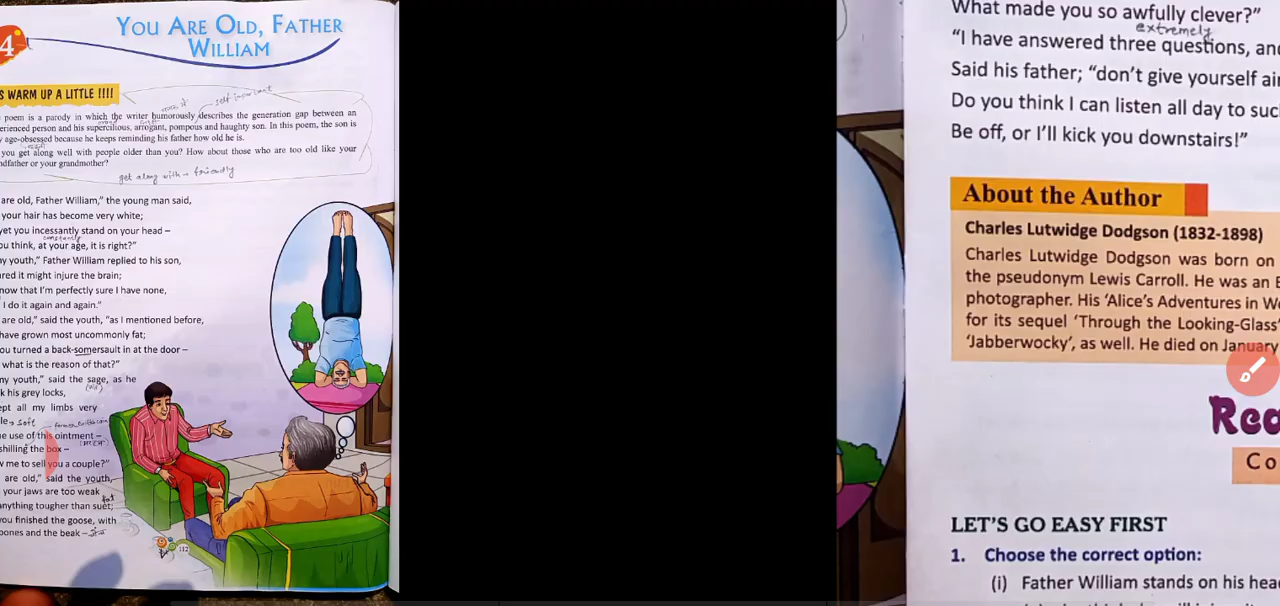 4
YOU ARE OLD, FATHER
WILLIAM
S WARM UP A LITTLE !!!!
self important
poem is a parody in which the writer humorously describes the generation gap between an
erienced person and his supercilious, arrogant, pompous and haughty son. In this poem, the son is
y age-obsessed because he keeps reminding his father how old he is.
you get along well with people older than you? How about those who are too old like your
ndfather or your grandmother?
get along with → friendly
are old, Father William,” the young man said,
your hair has become very white;
yet you incessantly stand on your head –
constantly
ou think, at your age, it is right?”
y youth,” Father William replied to his son,
ared it might injure the brain;
now that I’m perfectly sure I have none,
I do it again and again.”
are old,” said the youth, “as I mentioned before,
have grown most uncommonly fat;
ou turned a back-somersault in at the door –
what is the reason of that?”
my youth,” said the sage, as he
k his grey locks,
ept all my limbs very
le → Soft
e use of this ointment –
shilling the box –
w me to sell you a couple?”
are old,” said the youth,
your jaws are too weak
fat
anything tougher than suet;
you finished the goose, with
bones and the beak –
112
What made you so awfully clever?”
extremely
“I have answered three questions, and
Said his father; “don’t give yourself air
Do you think I can listen all day to suc
Be off, or I’ll kick you downstairs!”
About the Author
Charles Lutwidge Dodgson (1832-1898)
Charles Lutwidge Dodgson was born on
the pseudonym Lewis Carroll. He was an E
photographer. His ‘Alice’s Adventures in W
for its sequel ‘Through the Looking-Glass’
‘Jabberwocky’, as well. He died on January
Rea
Co
LET’S GO EASY FIRST
1. Choose the correct option:
(i) Father William stands on his hea